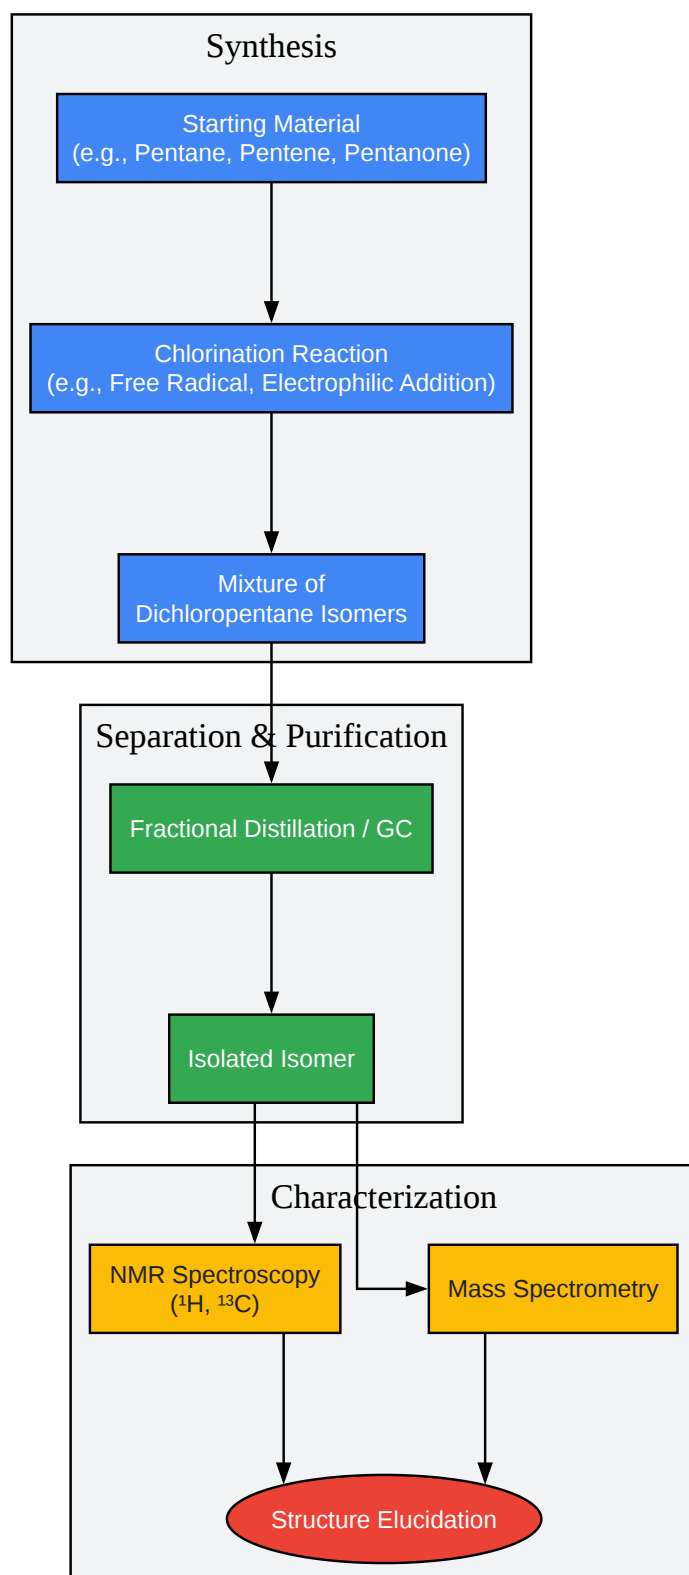 Synthesis
Starting Material
(e.g., Pentane, Pentene, Pentanone)
Chlorination Reaction
(e.g., Free Radical, Electrophilic Addition)
Mixture of
Dichloropentane Isomers
Separation & Purification
Fractional Distillation / GC
Isolated Isomer
Characterization
NMR Spectroscopy
(¹H, ¹³C)
Mass Spectrometry
Structure Elucidation